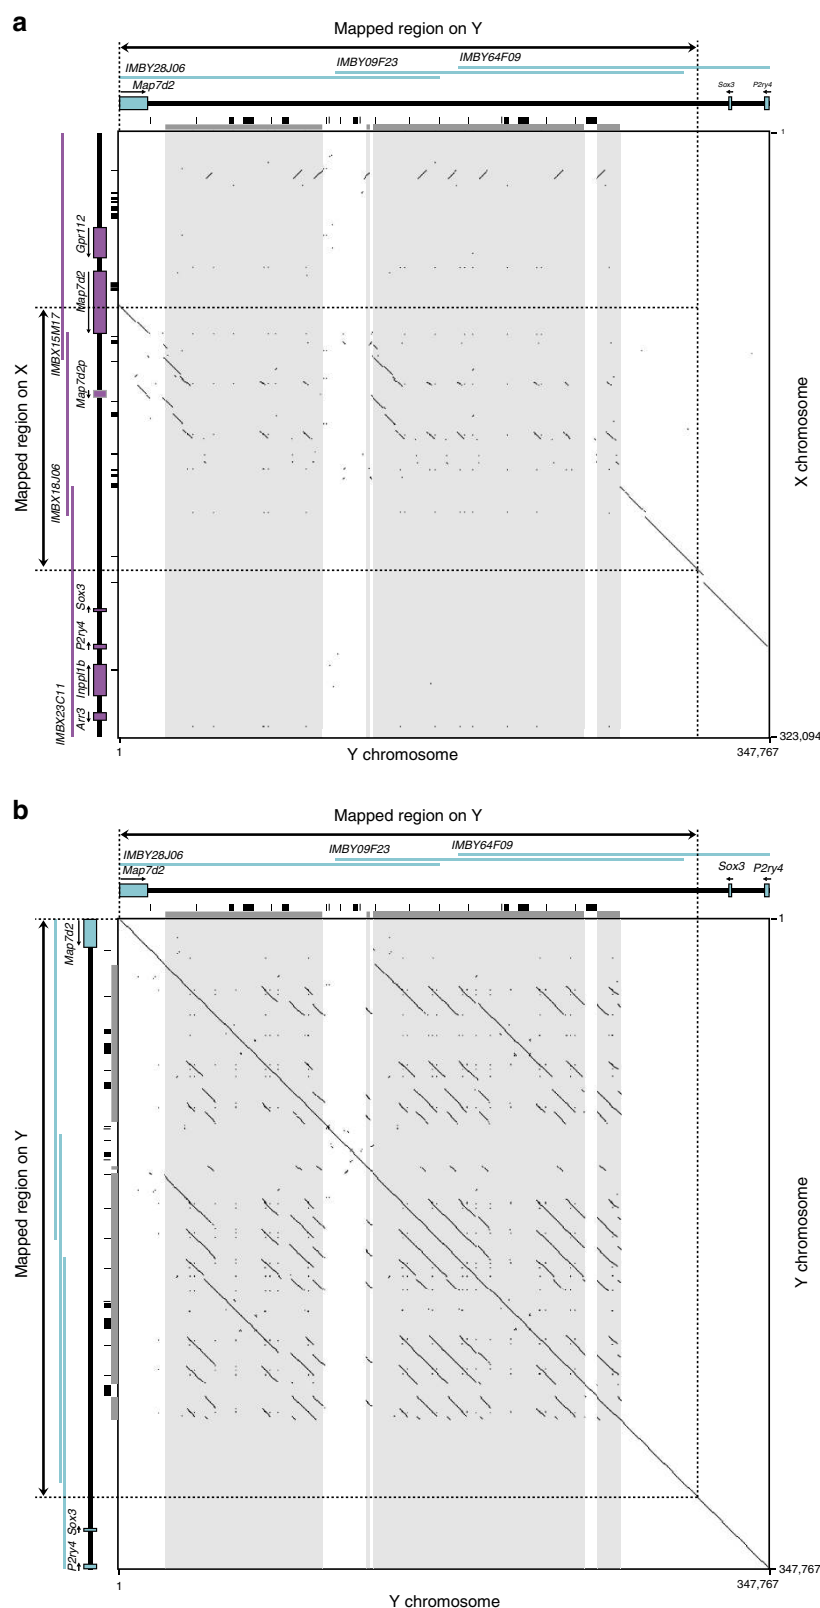 a
Mapped region on Y
IMBY64F09
IMBY09F23
IMBY28J06
Map7d2
Sox3
P2ry4
1
Gpr112
Map7d2
IMBX15M17
Map7d2p
Mapped region on X
IMBX18J06
Sox3
P2ry4
Inppl1b
Arr3
IMBX23C11
X chromosome
323,094
1
Y chromosome
347,767
b
Mapped region on Y
IMBY64F09
IMBY09F23
IMBY28J06
Map7d2
Sox3
P2ry4
1
Map7d2
Mapped region on Y
Sox3
P2ry4
Y chromosome
347,767
1
Y chromosome
347,767